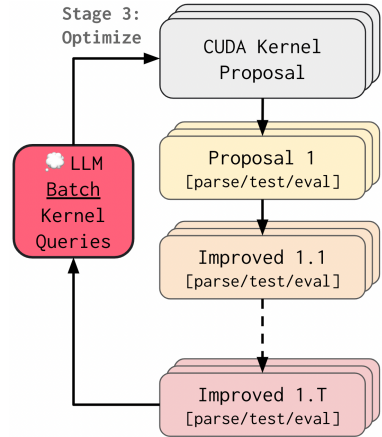 Stage 3:
Optimize
CUDA Kernel
Proposal
Proposal 1
[parse/test/eval]
Improved 1.1
[parse/test/eval]
Improved 1.T
[parse/test/eval]
LLM
Batch
Kernel
Queries